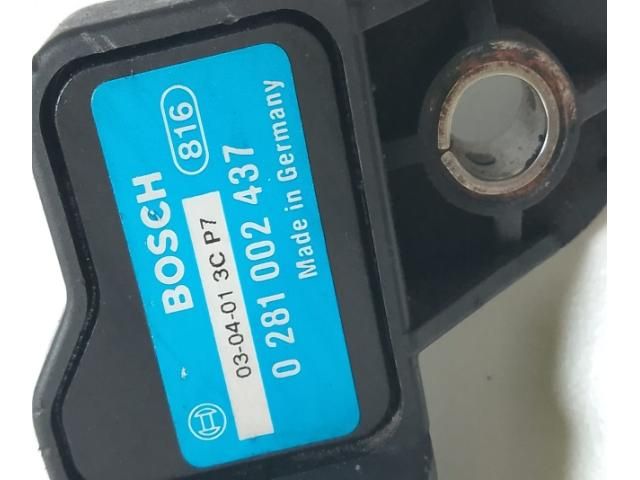 BOSCH 816
03-04-01 3C P7
0 281 002 437
Made in Germany